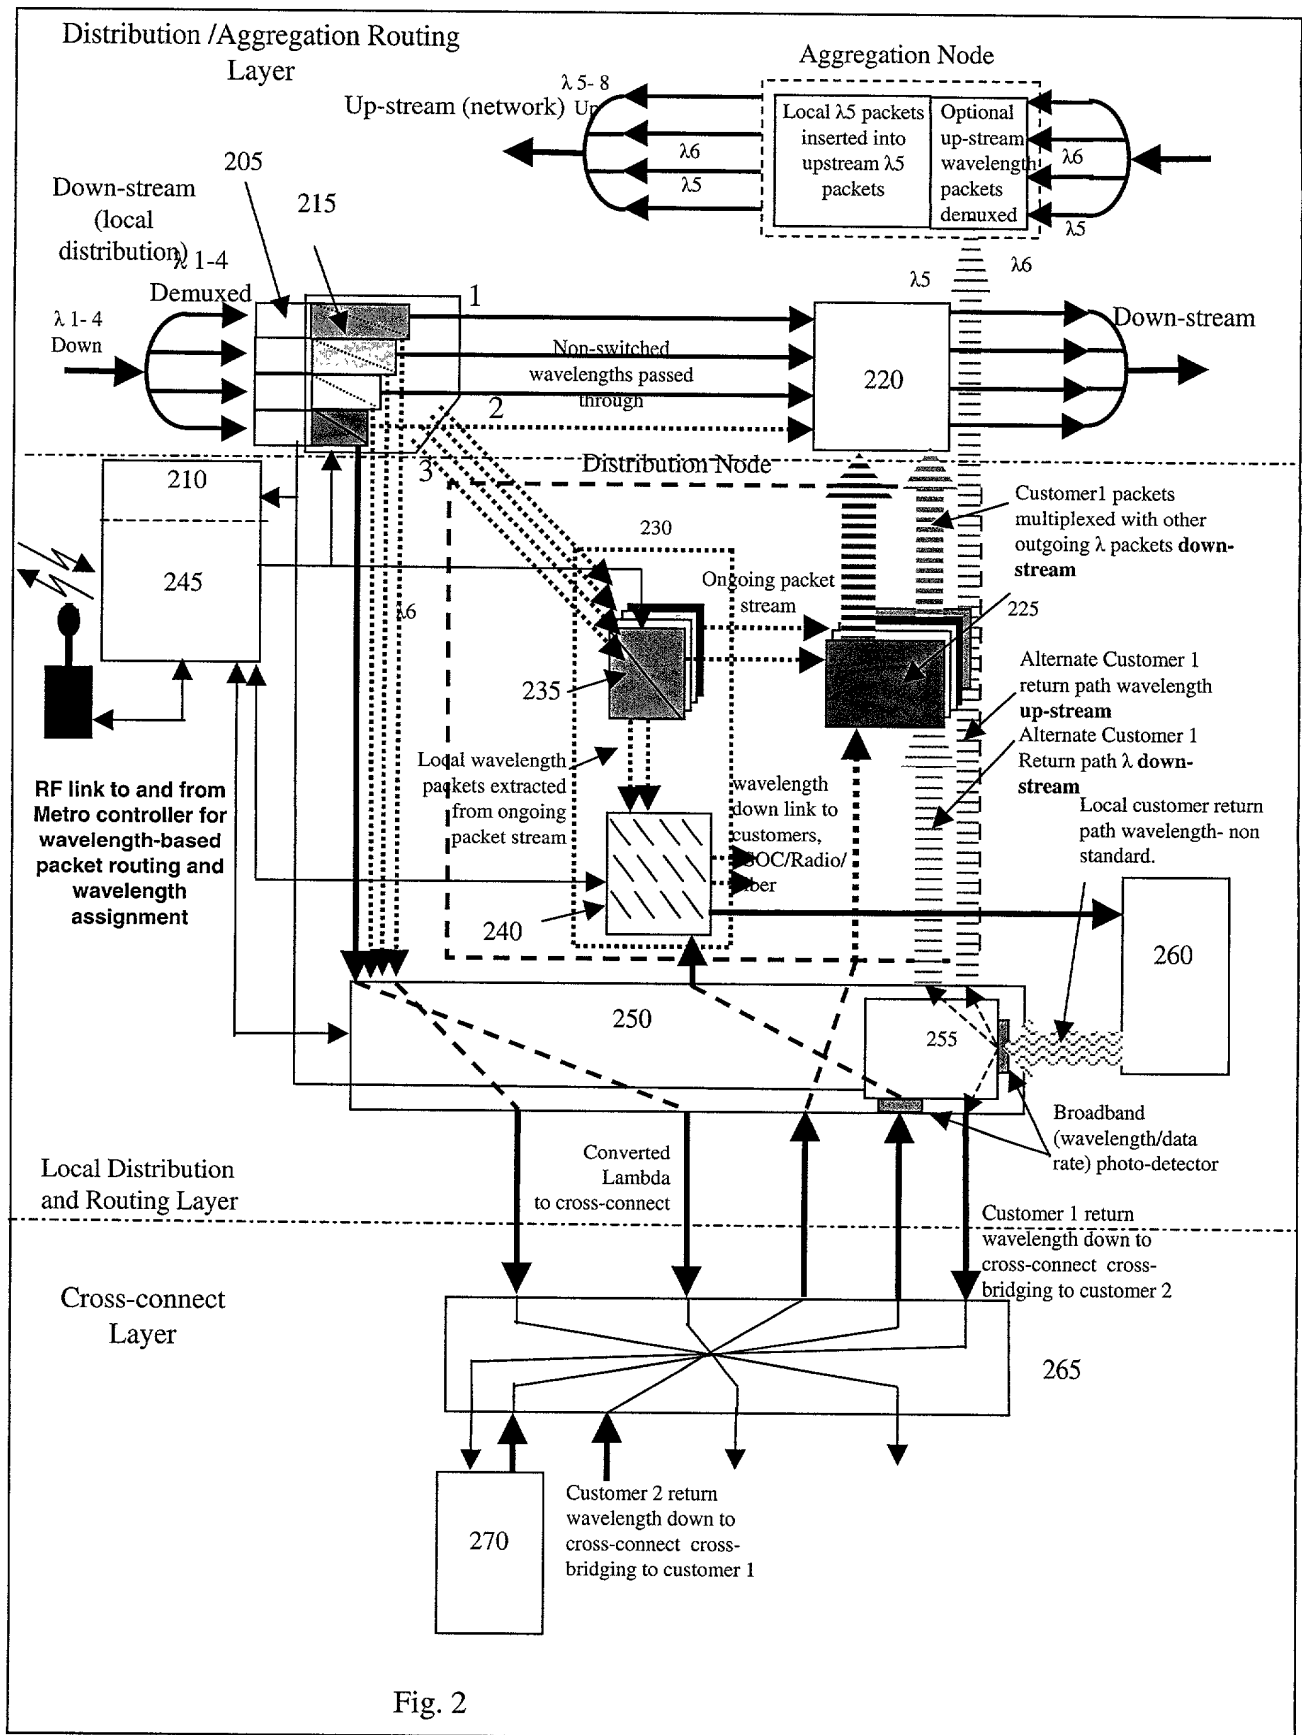 Distribution /Aggregation Routing
Layer
Aggregation Node
λ 5- 8
Up-stream (network) Up
λ6
λ5
Local λ5 packets
inserted into
upstream λ5
packets
Optional
up-stream
wavelength
packets
demuxed
λ6
λ5
205
215
Down-stream
(local
distribution)
λ 1-4
Demuxed
λ 1- 4
Down
1
2
3
Non-switched
wavelengths passed
through
220
λ5
λ6
Down-stream
Distribution Node
210
245
λ6
230
235
Ongoing packet
stream
225
Customer1 packets
multiplexed with other
outgoing λ packets down-
stream
Alternate Customer 1
return path wavelength
up-stream
Alternate Customer 1
Return path λ down-
stream
Local customer return
path wavelength- non
standard.
RF link to and from
Metro controller for
wavelength-based
packet routing and
wavelength
assignment
Local wavelength
packets extracted
from ongoing
packet stream
wavelength
down link to
customers,
SOC/Radio/
240
260
250
255
Broadband
(wavelength/data
rate) photo-detector
Local Distribution
and Routing Layer
Converted
Lambda
to cross-connect
Customer 1 return
wavelength down to
cross-connect cross-
bridging to customer 2
Cross-connect
Layer
265
270
Customer 2 return
wavelength down to
cross-connect cross-
bridging to customer 1
Fig. 2